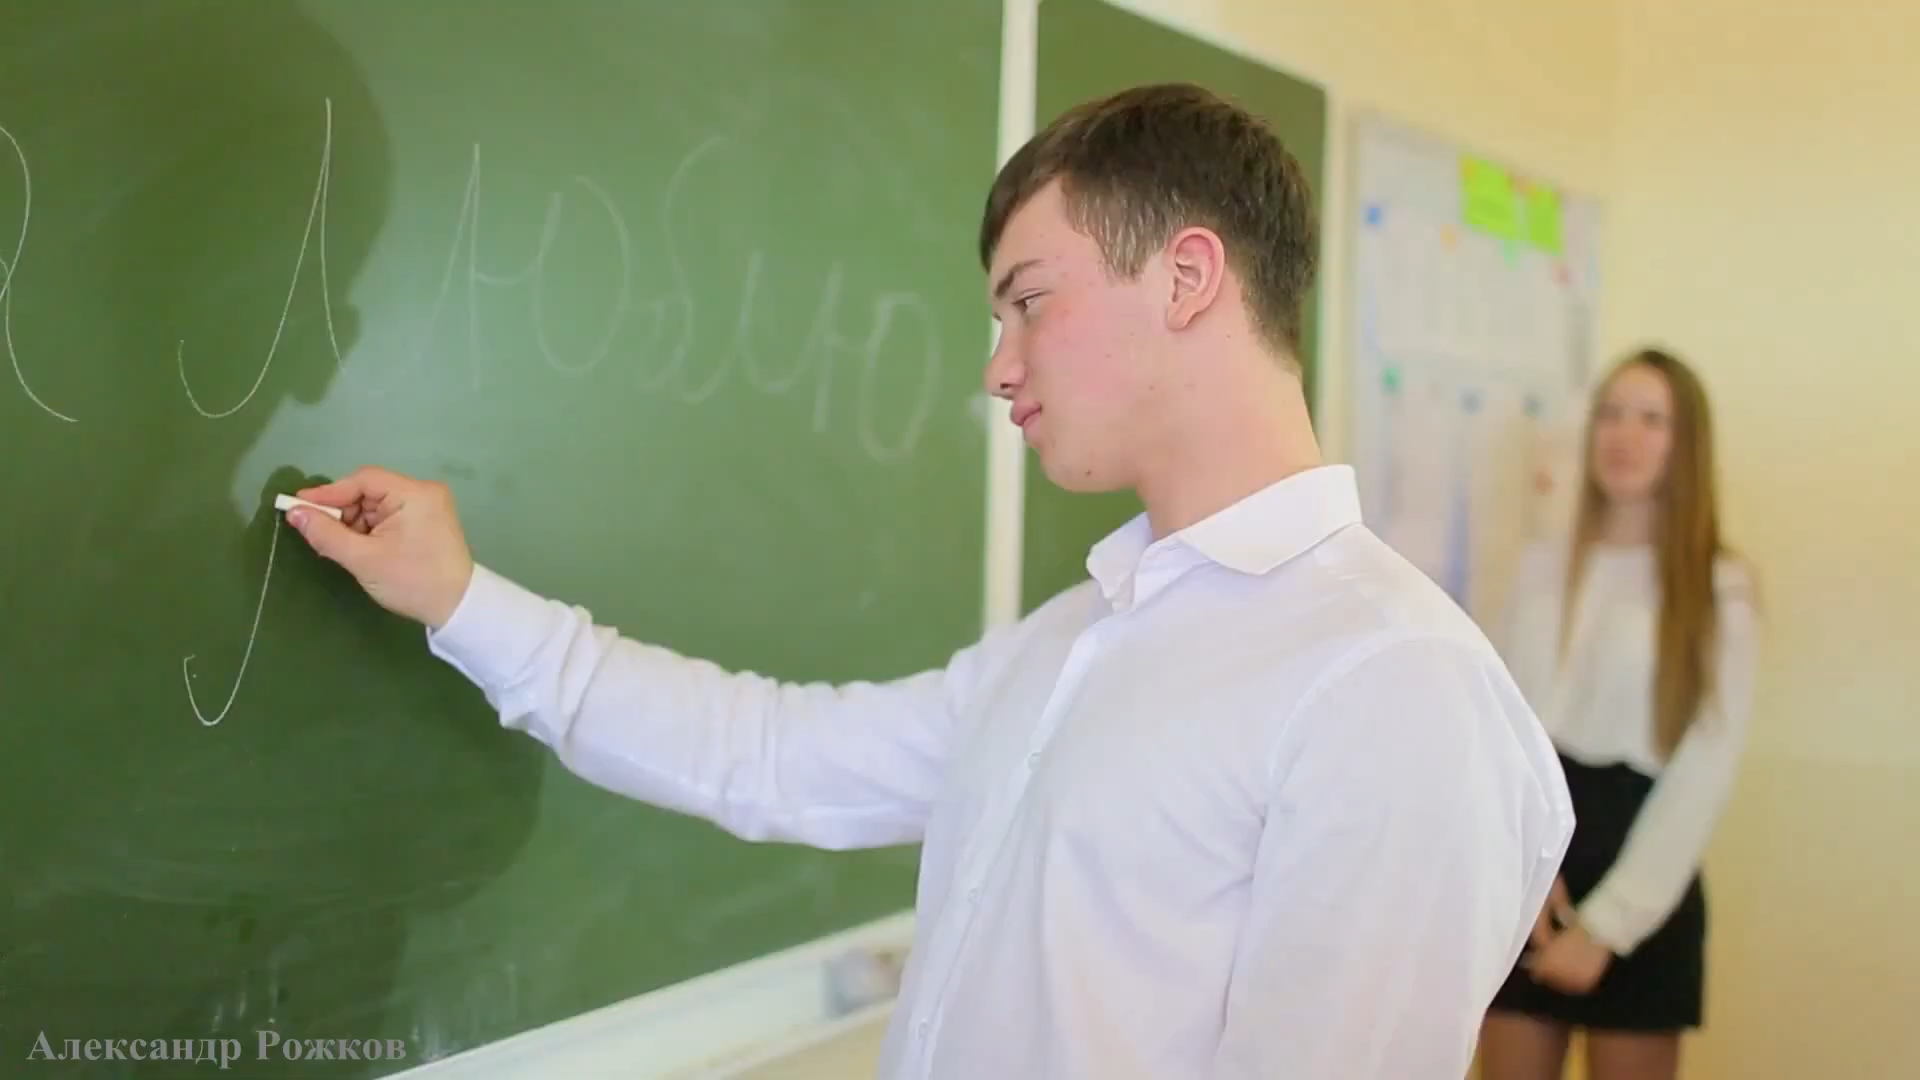 Я Люблю
Александр Рожков